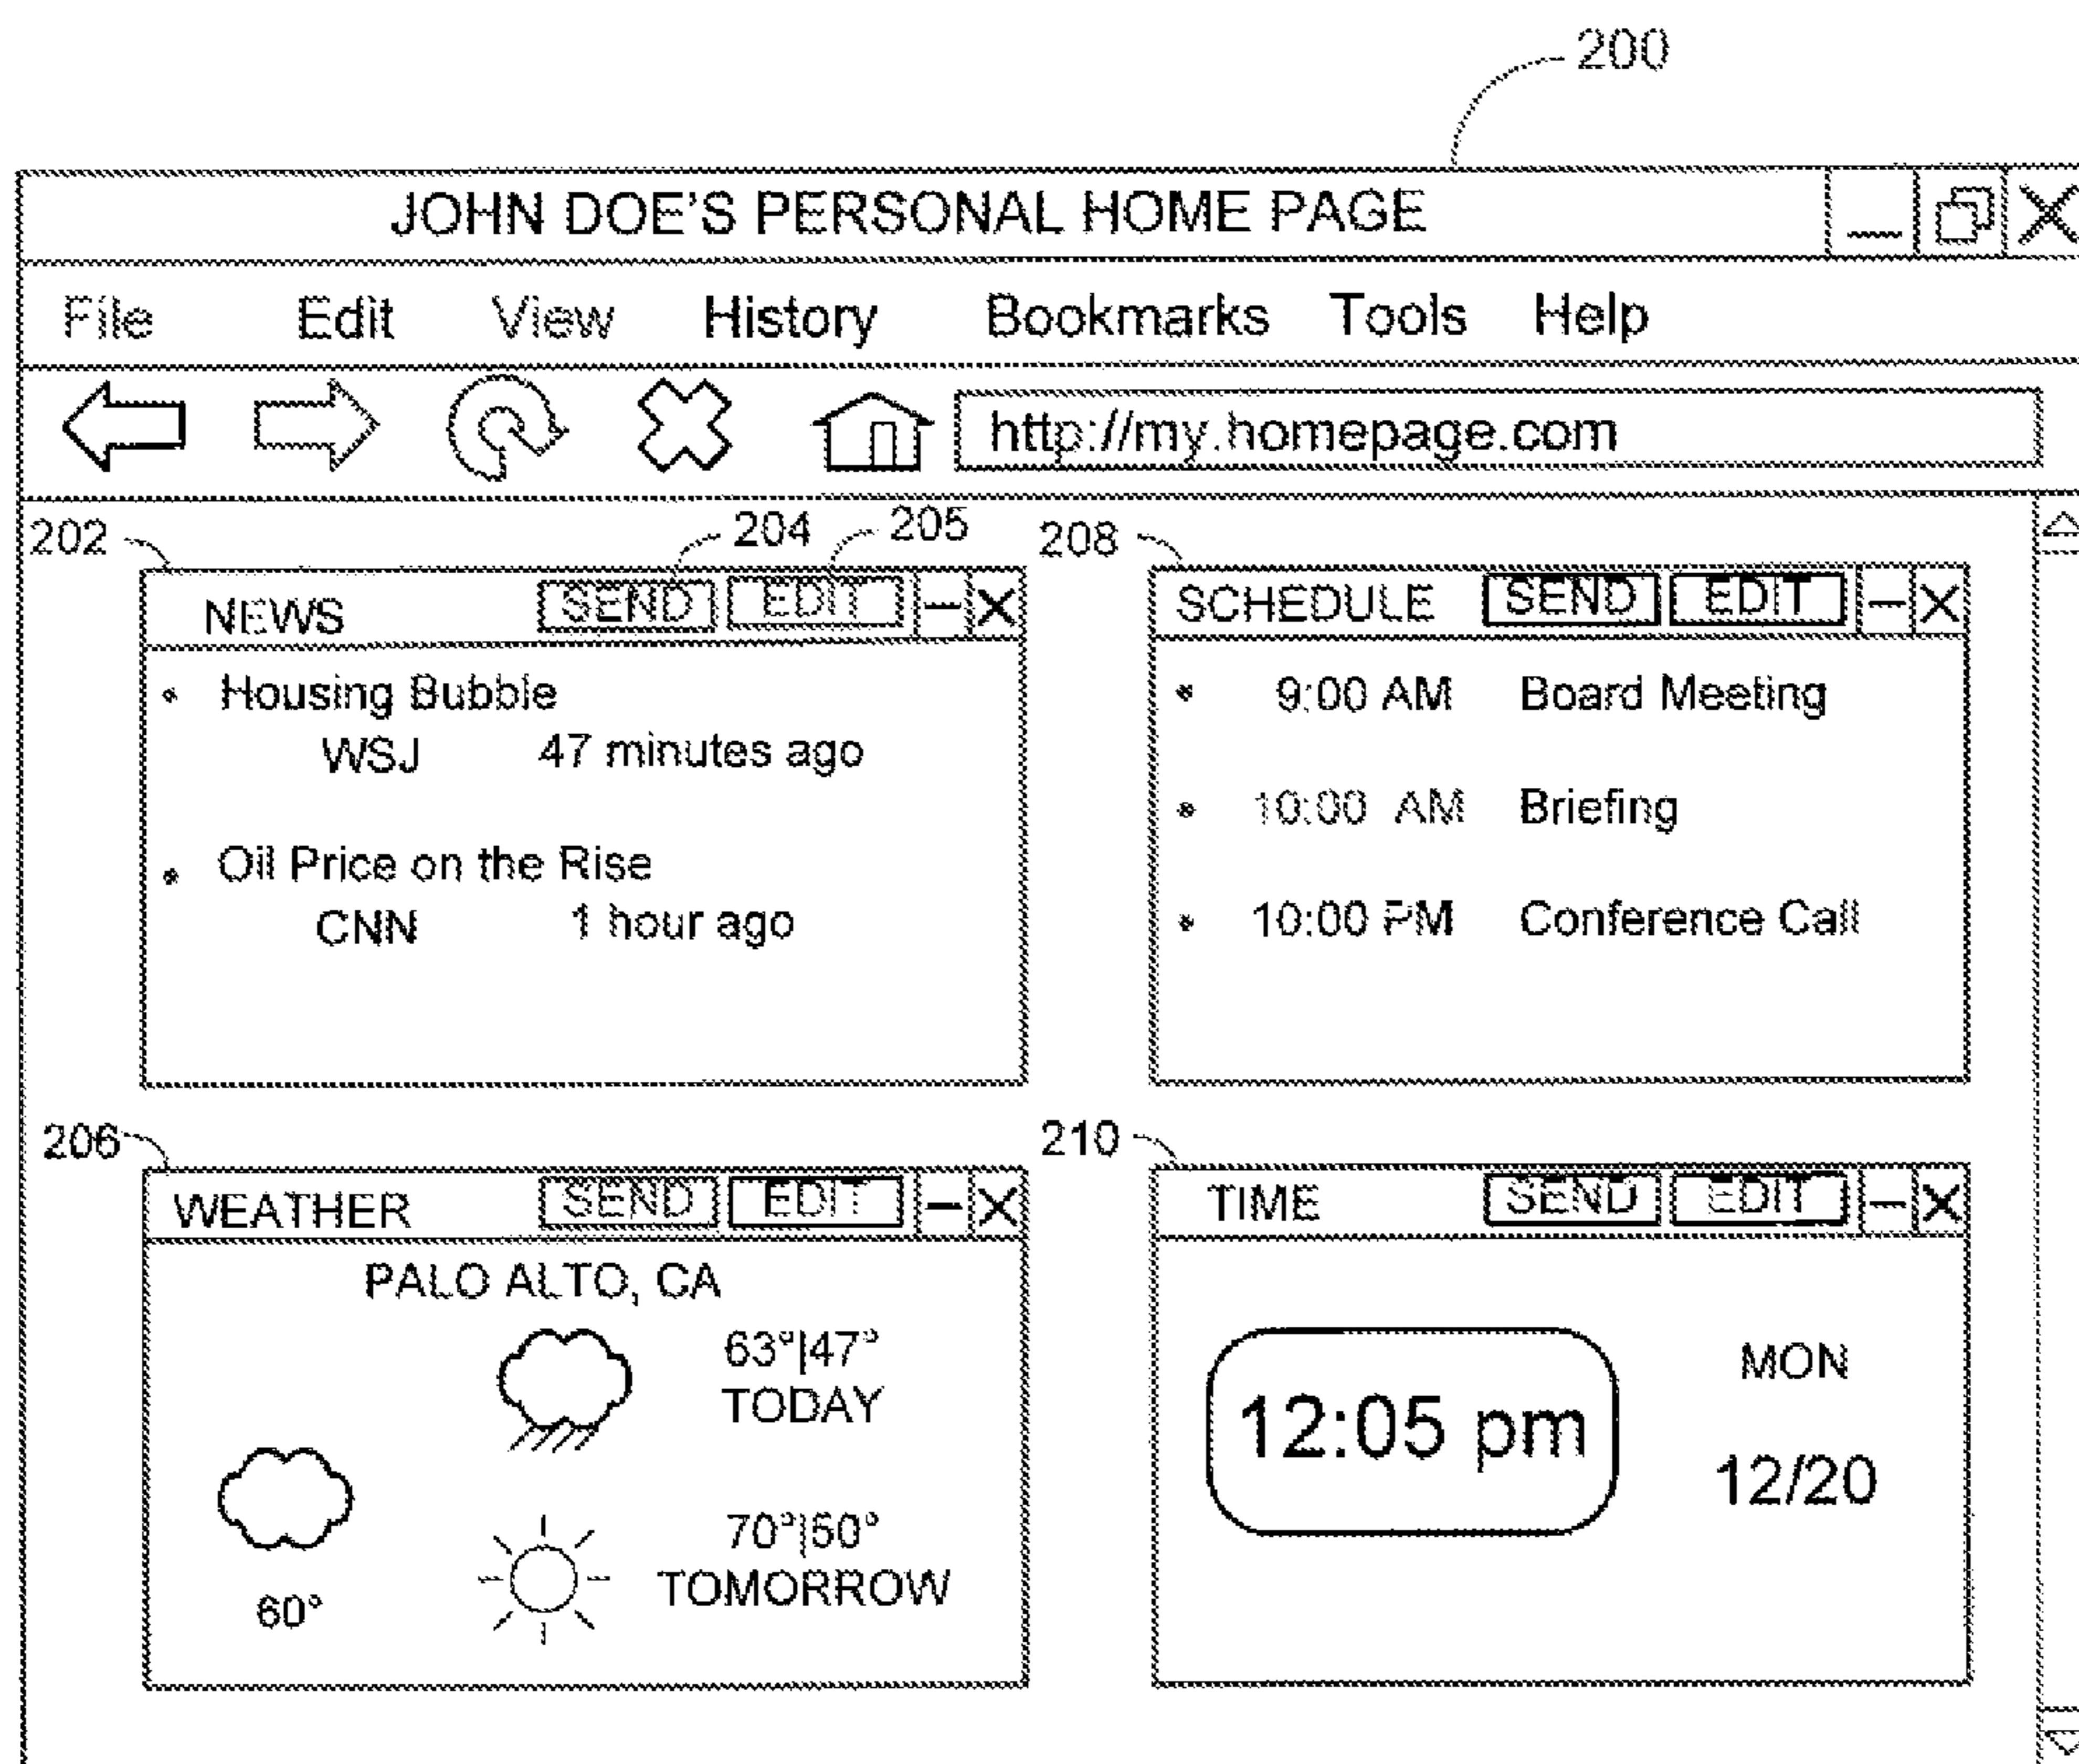 200
JOHN DOE'S PERSONAL HOME PAGE
File Edit View History Bookmarks Tools Help
http://my.homepage.com
202 204 205 208
NEWS SEND EDIT
Housing Bubble
WSJ 47 minutes ago
Oil Price on the Rise
CNN 1 hour ago
SCHEDULE SEND EDIT
9:00 AM Board Meeting
10:00 AM Briefing
10:00 PM Conference Call
206 210
WEATHER SEND EDIT
PALO ALTO, CA
63°|47°
TODAY
60°
70°|50°
TOMORROW
TIME SEND EDIT
12:05 pm
MON
12/20